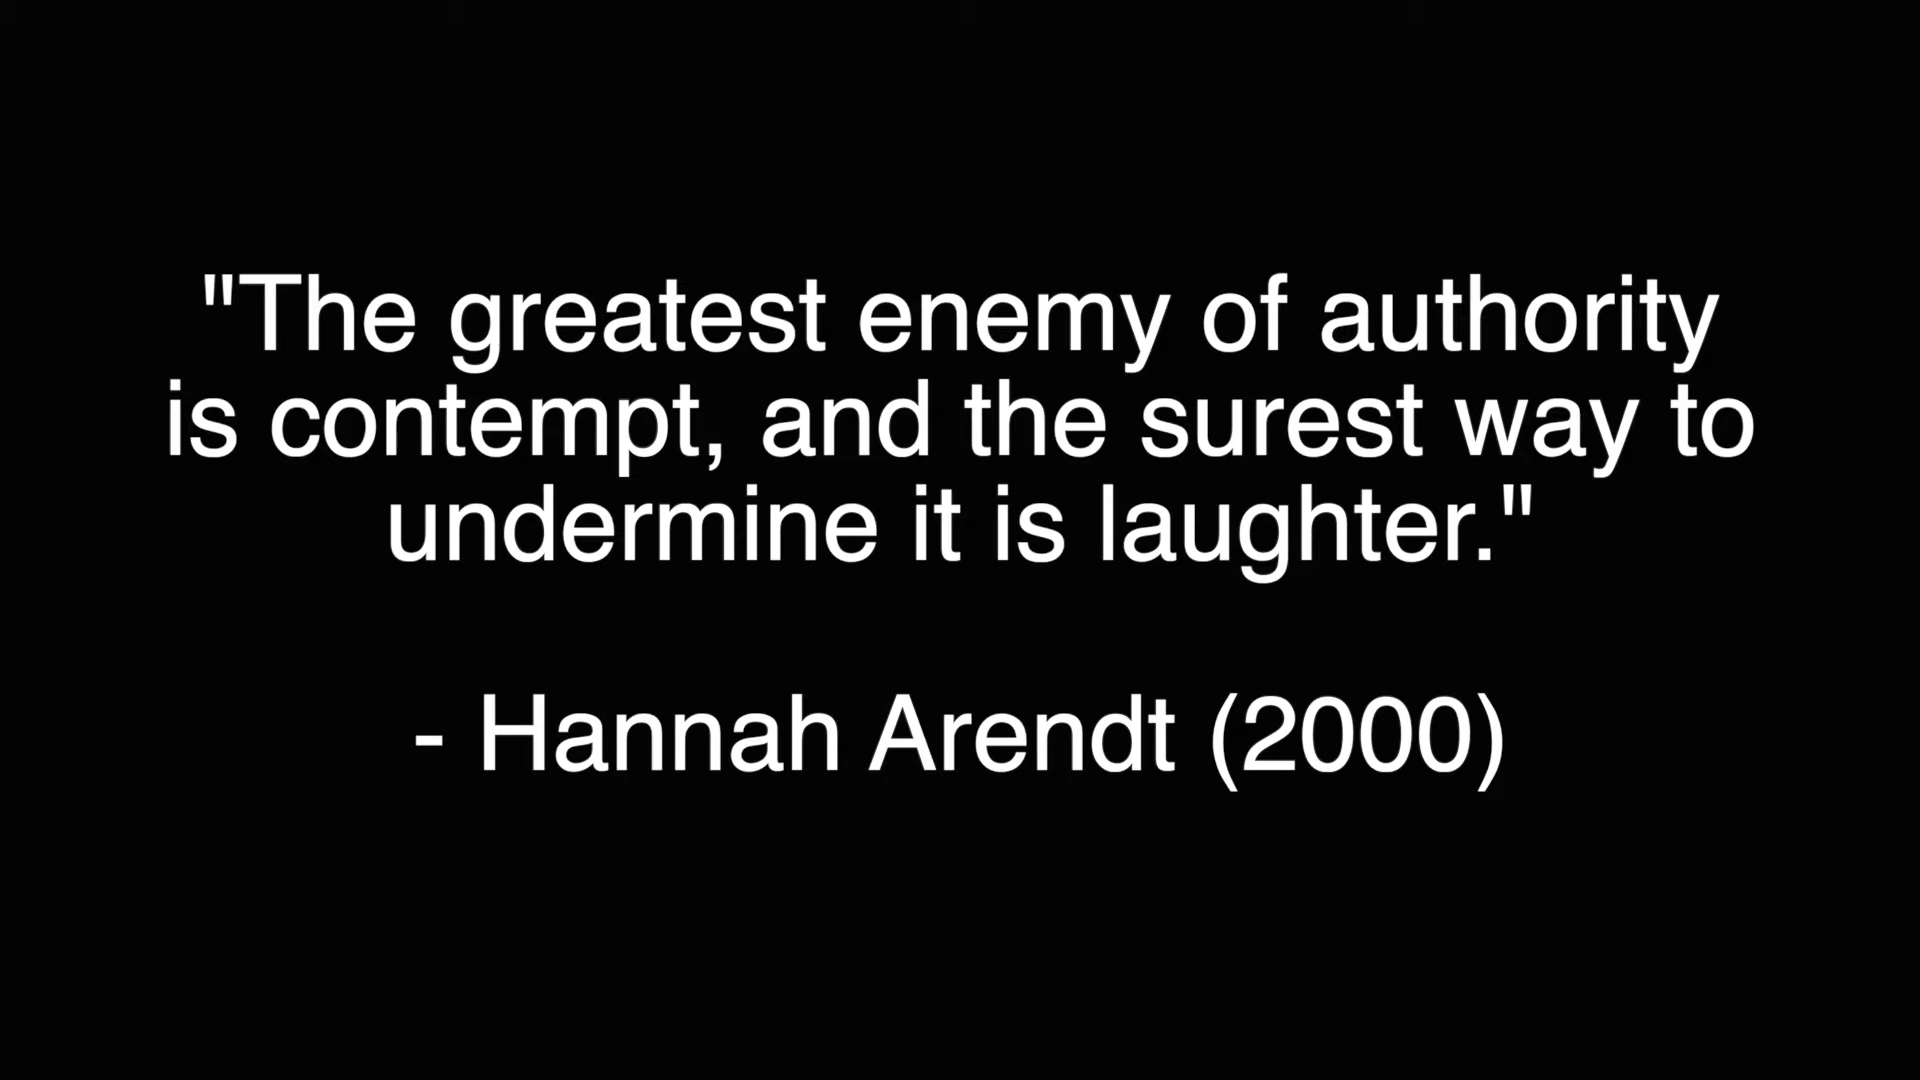 "The greatest enemy of authority
is contempt, and the surest way to
undermine it is laughter."
- Hannah Arendt (2000)